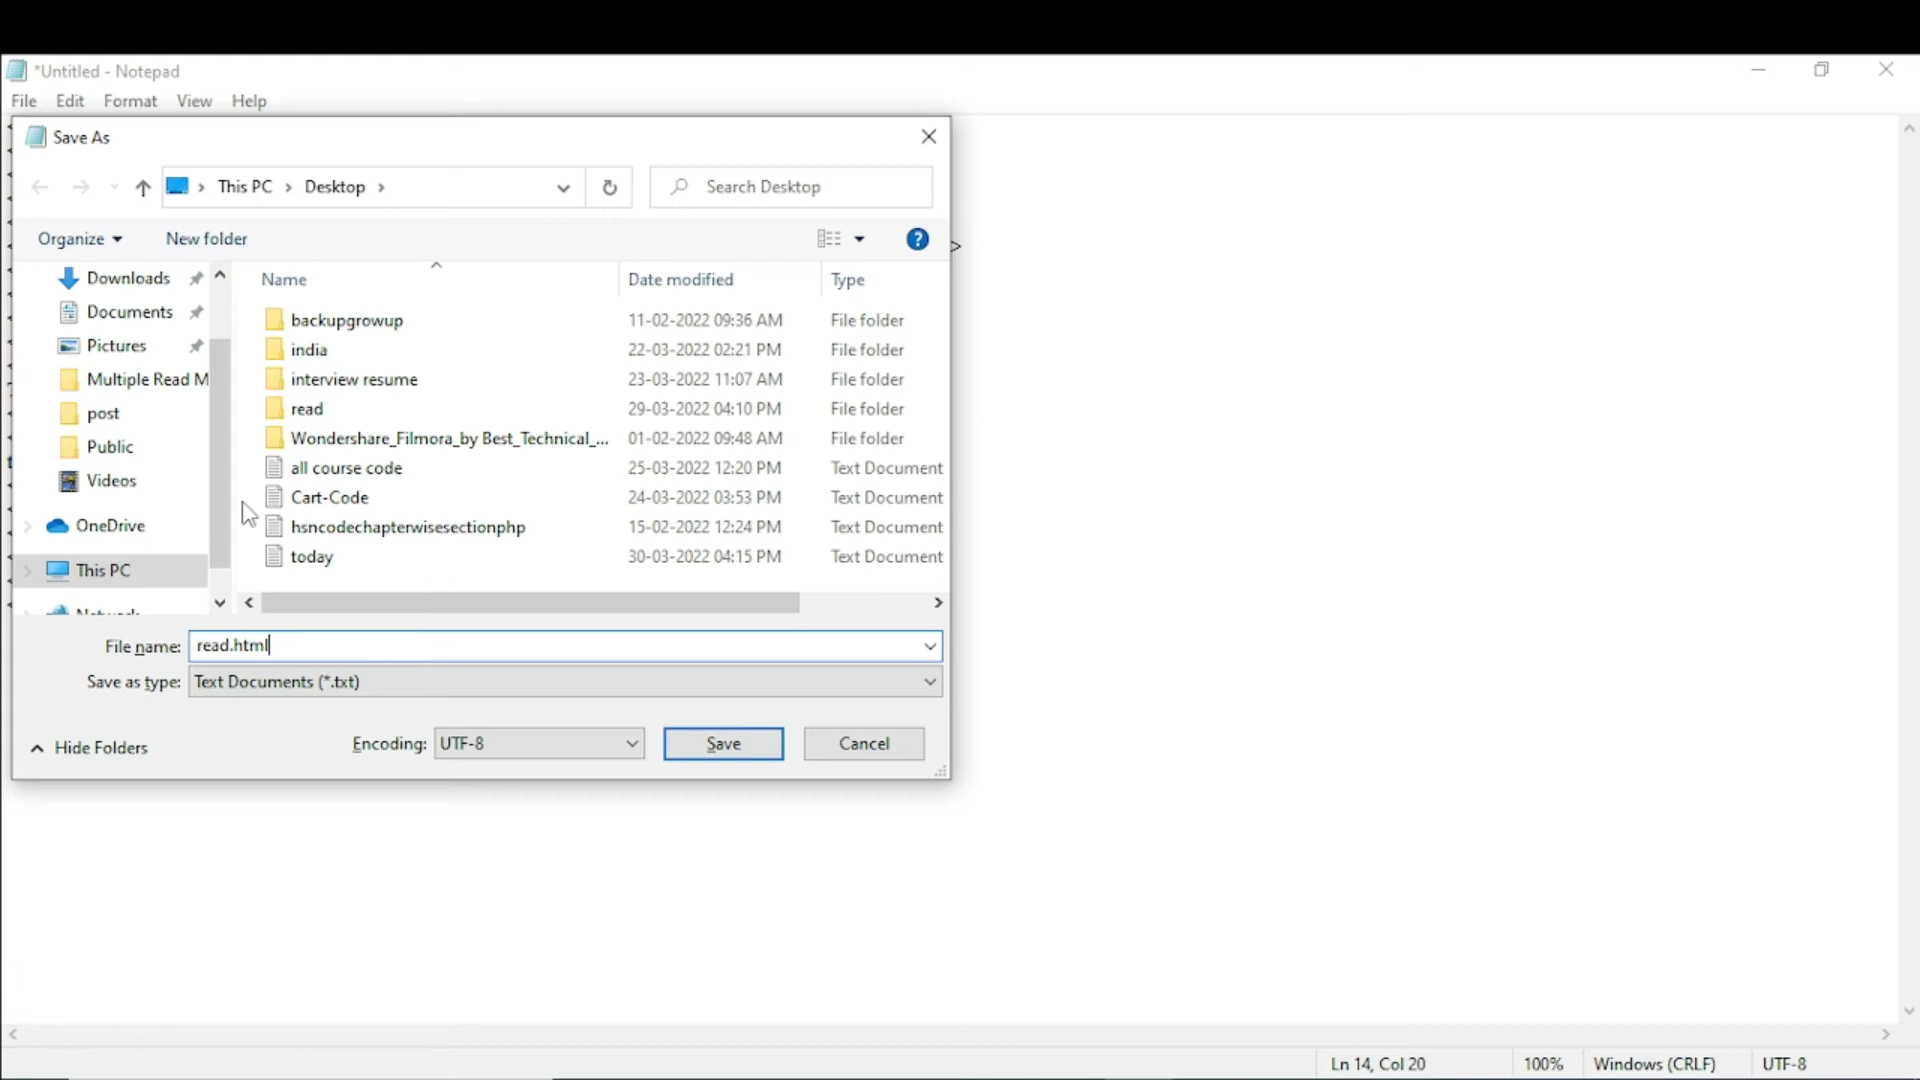 *Untitled - Notepad
File Edit Format View Help
Save As
This PC Desktop
Search Desktop
Organize New folder
Name Date modified Type
Downloads
Documents
Pictures
Multiple Read M
post
Public
Videos
OneDrive
This PC
backupgrowup 11-02-2022 09:36 AM File folder
india 22-03-2022 02:21 PM File folder
interview resume 23-03-2022 11:07 AM File folder
read 29-03-2022 04:10 PM File folder
Wondershare_Filmora_by Best_Technical_... 01-02-2022 09:48 AM File folder
all course code 25-03-2022 12:20 PM Text Document
Cart-Code 24-03-2022 03:53 PM Text Document
hsncodechapterwisesectionphp 15-02-2022 12:24 PM Text Document
today 30-03-2022 04:15 PM Text Document
File name: read.html
Save as type: Text Documents (*.txt)
Hide Folders Encoding: UTF-8 Save Cancel
Ln 14, Col 20 100% Windows (CRLF) UTF-8